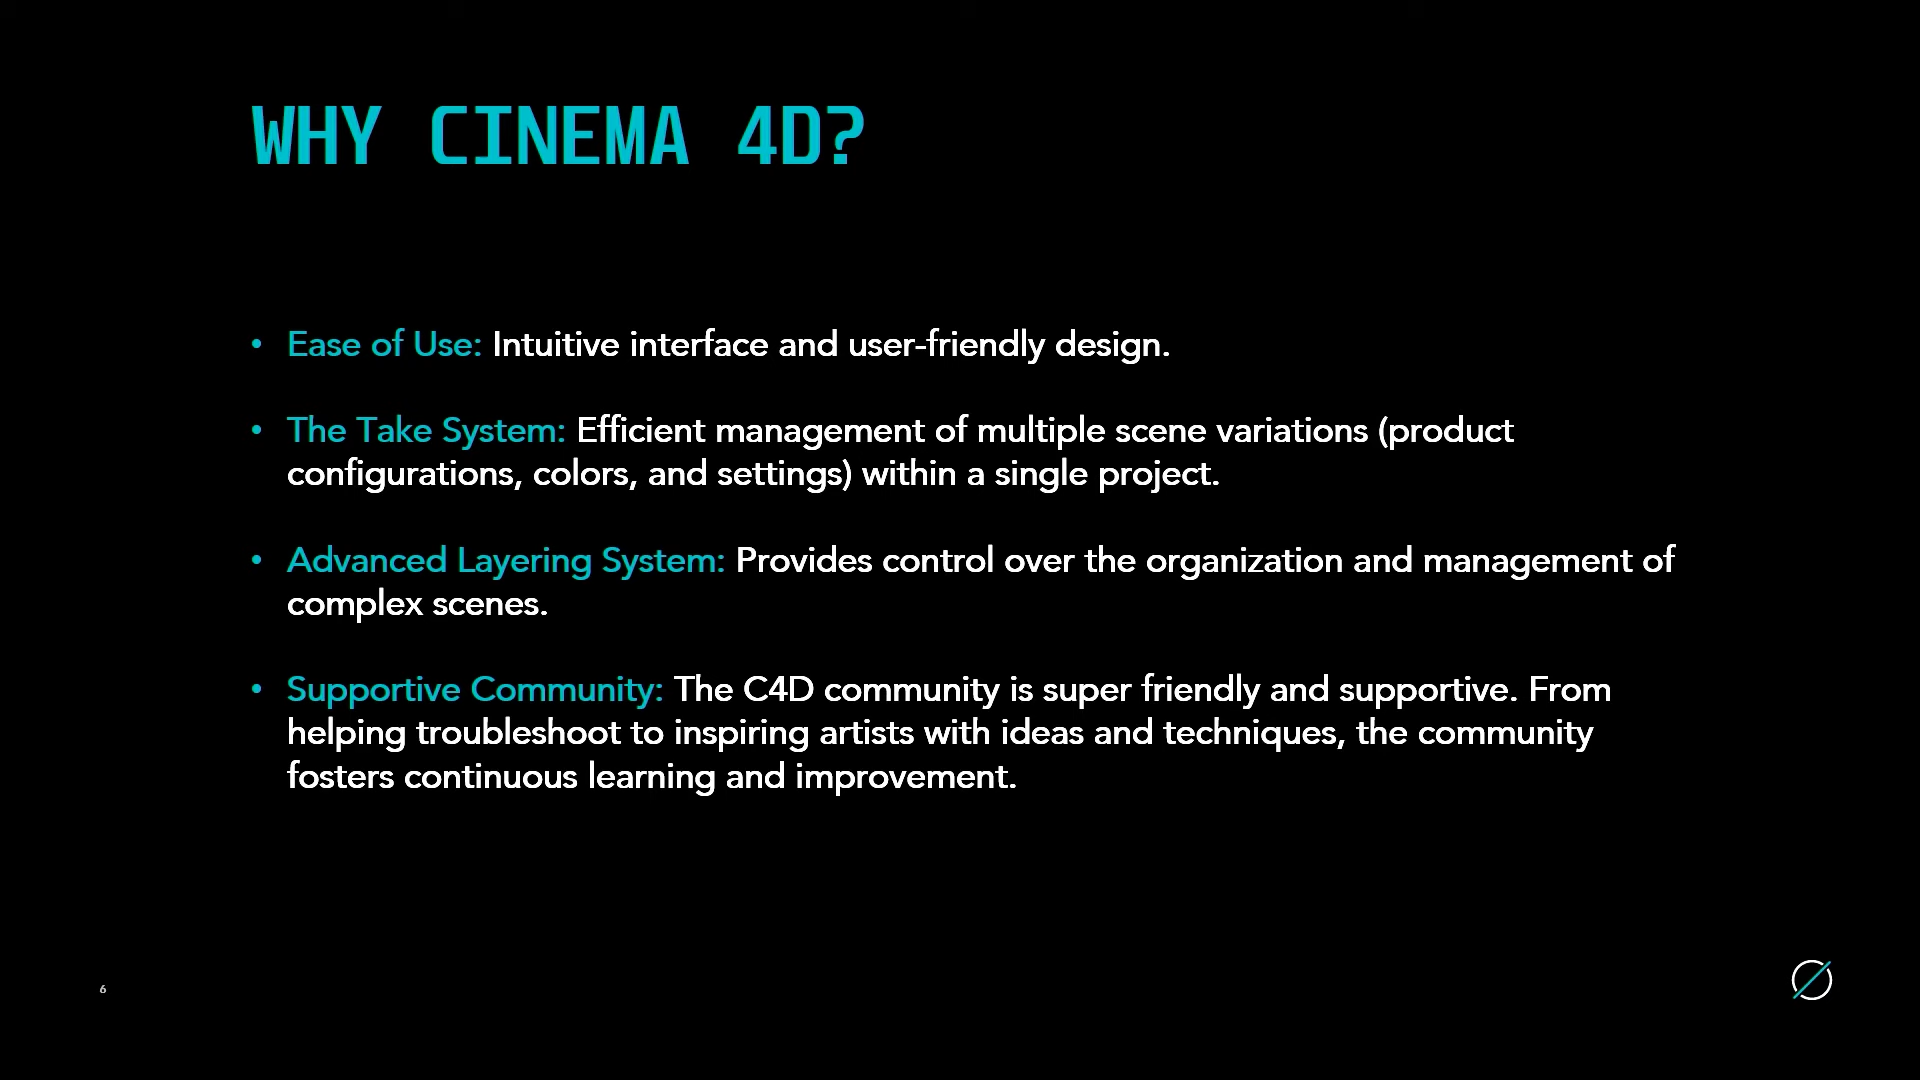 WHY CINEMA 4D?
• Ease of Use: Intuitive interface and user-friendly design.
• The Take System: Efficient management of multiple scene variations (product
configurations, colors, and settings) within a single project.
• Advanced Layering System: Provides control over the organization and management of
complex scenes.
• Supportive Community: The C4D community is super friendly and supportive. From
helping troubleshoot to inspiring artists with ideas and techniques, the community
fosters continuous learning and improvement.
6